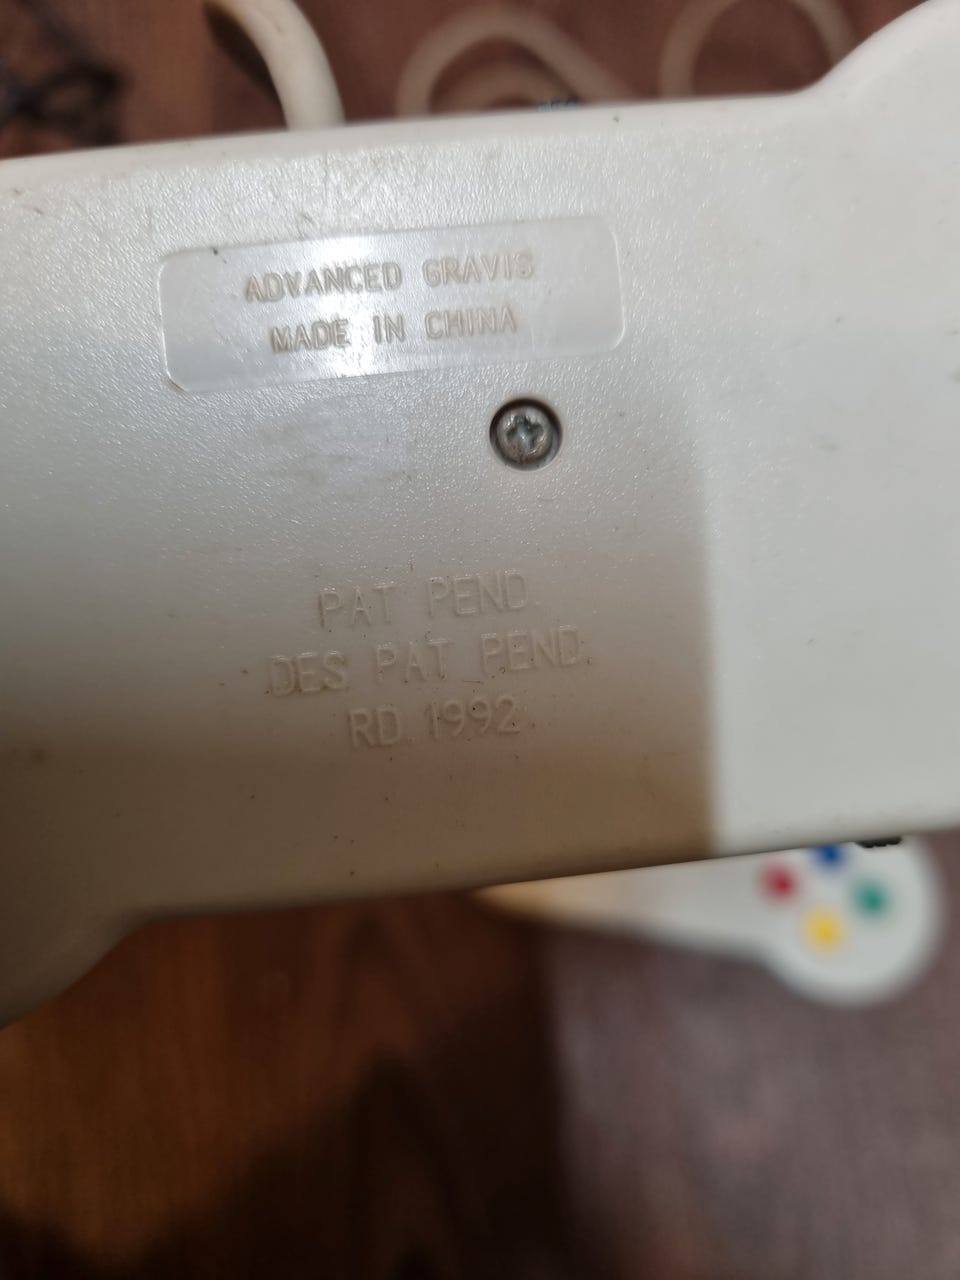 ADVANCED GRAVIS
MADE IN CHINA
PAT PEND.
DES. PAT. PEND.
RD. 1992